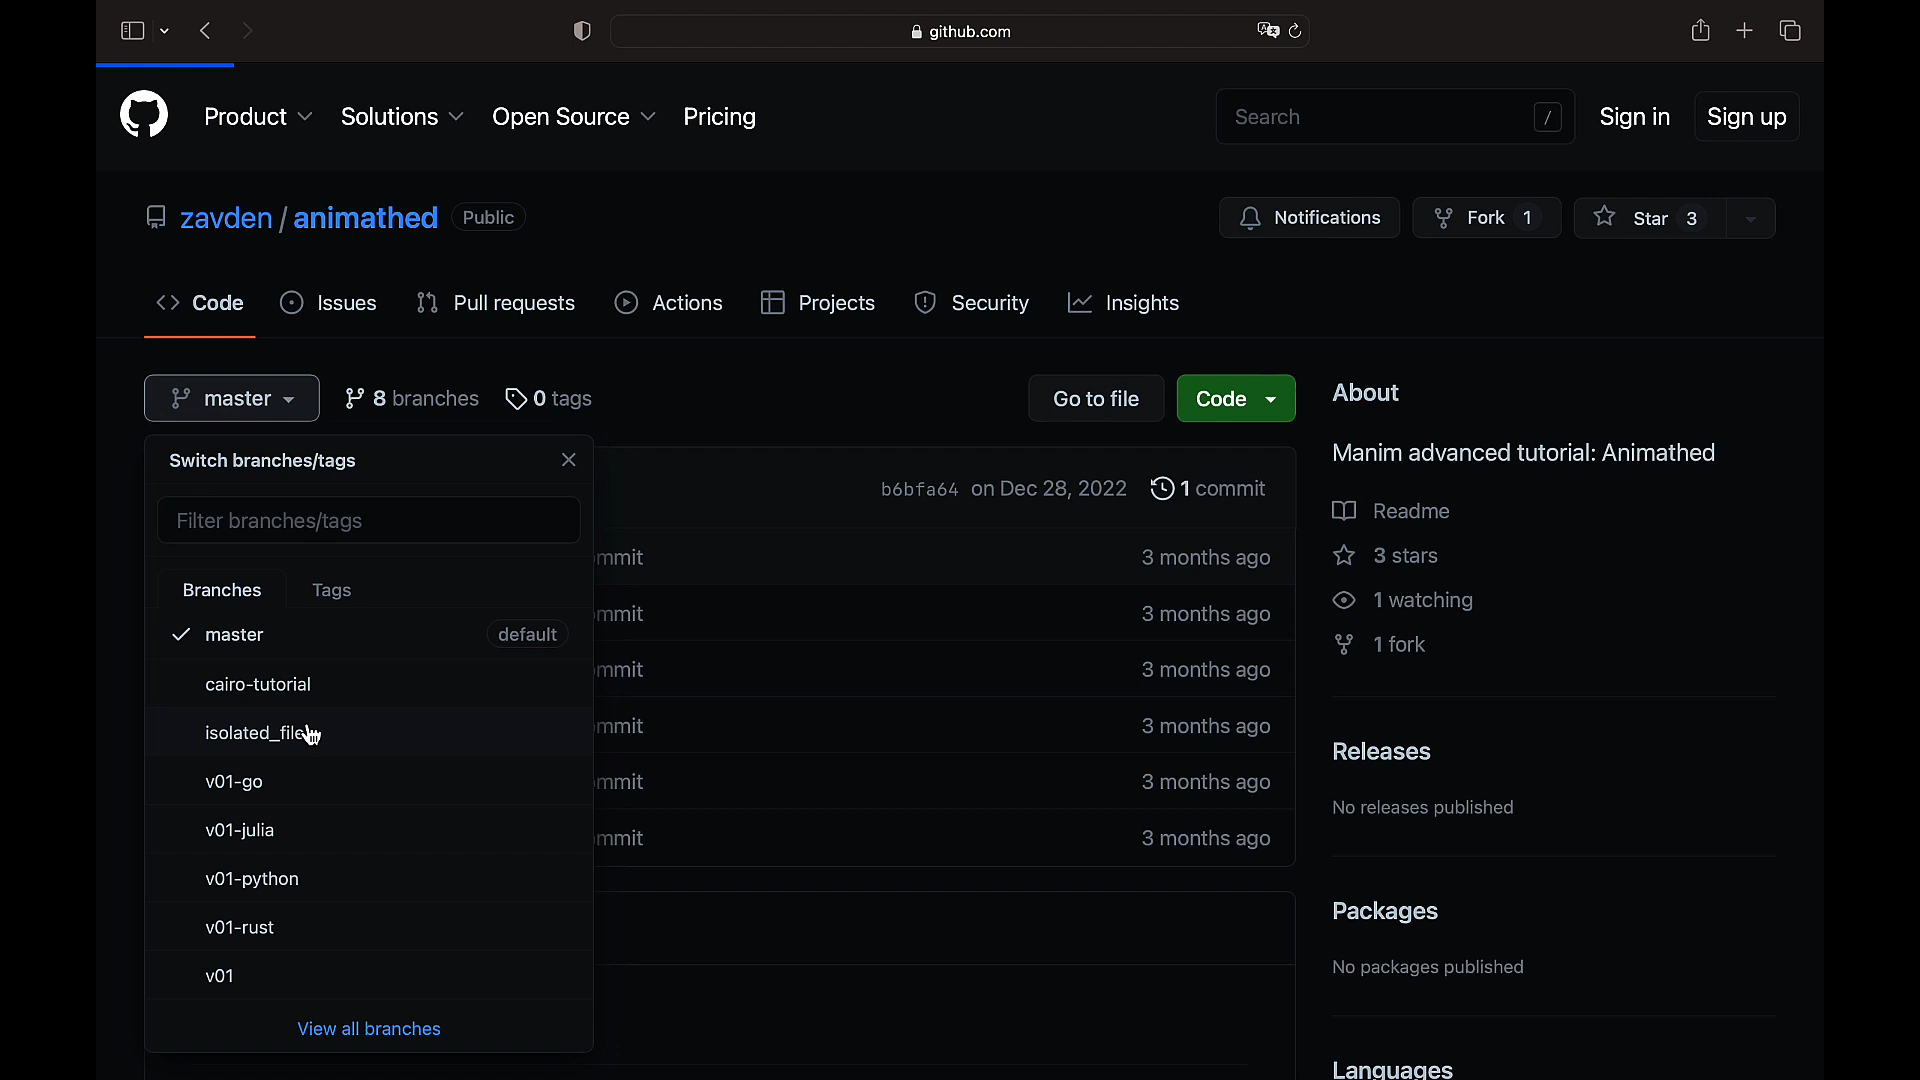 github.com
Product Solutions Open Source Pricing Search / Sign in Sign up
zavden / animathed Public Notifications Fork 1 Star 3
Code Issues Pull requests Actions Projects Security Insights
master 8 branches 0 tags Go to file Code
Switch branches/tags
Filter branches/tags
Branches Tags
master default
cairo-tutorial
v01-go
v01-julia
v01-python
v01-rust
v01
View all branches
b6bfa64 on Dec 28, 2022 1 commit
mmit 3 months ago
mmit 3 months ago
mmit 3 months ago
mmit 3 months ago
mmit 3 months ago
mmit 3 months ago
About
Manim advanced tutorial: Animathed
Readme
3 stars
1 watching
1 fork
Releases
No releases published
Packages
No packages published
Languages